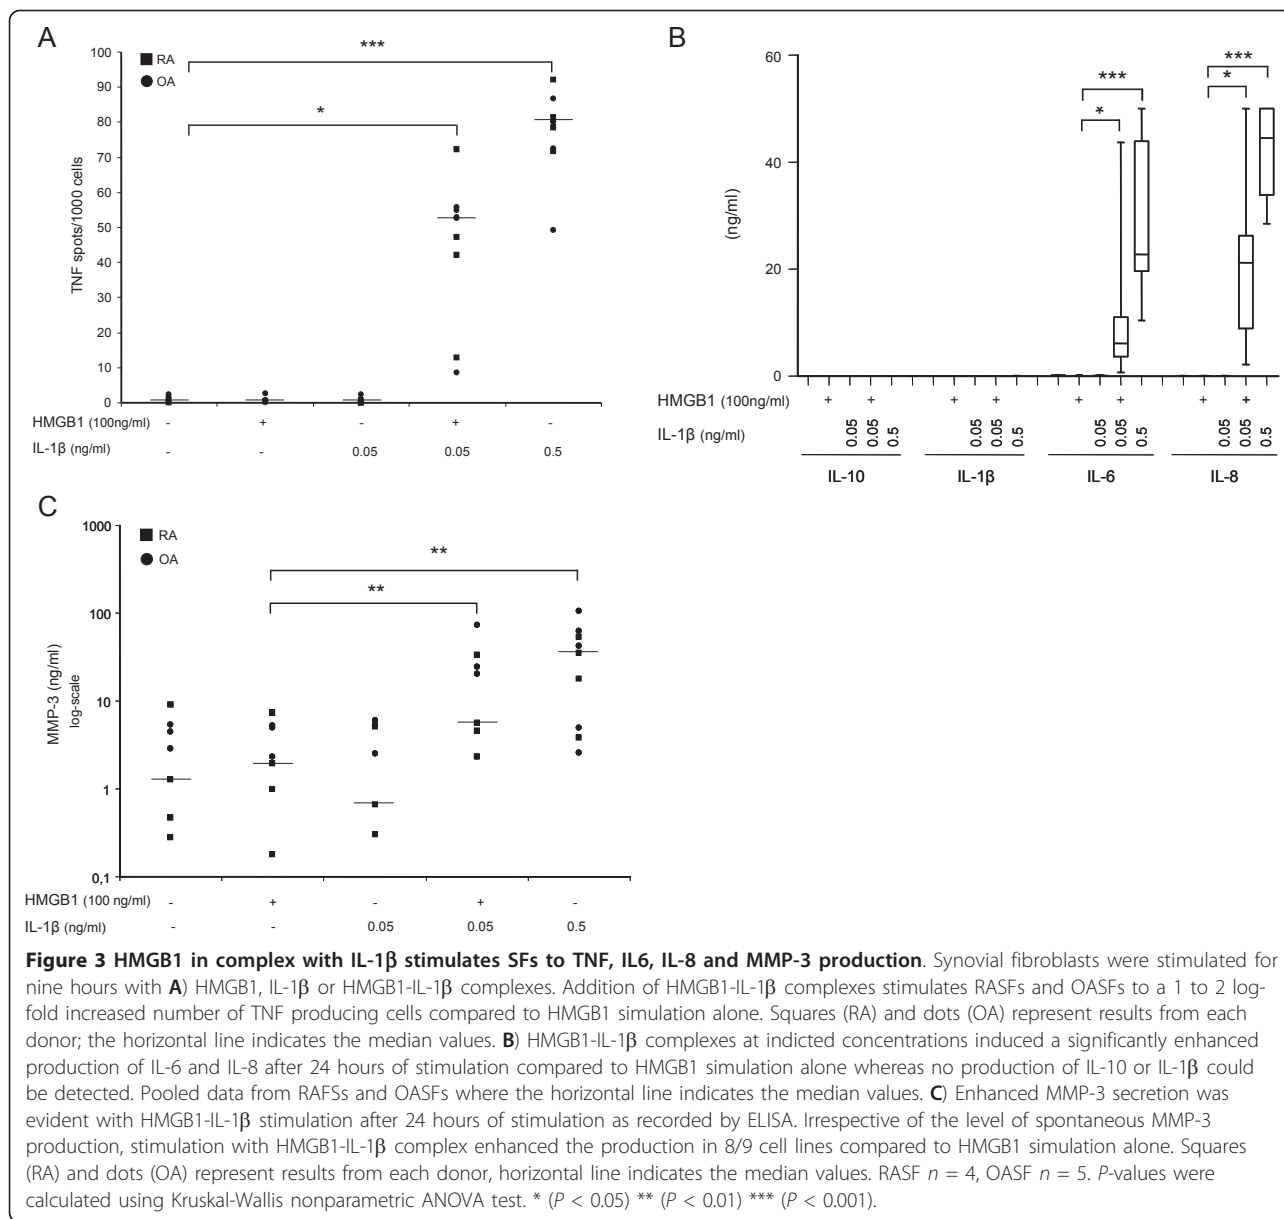 A
***
100
RA
90
OA
80
*
70
60
50
40
30
20
10
0
TNF spots/1000 cells
HMGB1 (100ng/ml) - + - + -
IL-1β (ng/ml) - - 0.05 0.05 0.5
B
60
***
***
*
*
40
(ng/ml)
20
0
HMGB1 (100ng/ml) + + + + + + + +
IL-1β (ng/ml) 0.05 0.05 0.5 0.05 0.05 0.5 0.05 0.05 0.5 0.05 0.05 0.5
IL-10 IL-1β IL-6 IL-8
C
1000
RA
OA
**
**
100
10
1
0,1
MMP-3 (ng/ml)
log-scale
HMGB1 (100 ng/ml) - + - + -
IL-1β (ng/ml) - - 0.05 0.05 0.5
Figure 3 HMGB1 in complex with IL-1β stimulates SFs to TNF, IL6, IL-8 and MMP-3 production. Synovial fibroblasts were stimulated for
nine hours with A) HMGB1, IL-1β or HMGB1-IL-1β complexes. Addition of HMGB1-IL-1β complexes stimulates RASFs and OASFs to a 1 to 2 log-
fold increased number of TNF producing cells compared to HMGB1 simulation alone. Squares (RA) and dots (OA) represent results from each
donor; the horizontal line indicates the median values. B) HMGB1-IL-1β complexes at indicted concentrations induced a significantly enhanced
production of IL-6 and IL-8 after 24 hours of stimulation compared to HMGB1 simulation alone whereas no production of IL-10 or IL-1β could
be detected. Pooled data from RAFSs and OASFs where the horizontal line indicates the median values. C) Enhanced MMP-3 secretion was
evident with HMGB1-IL-1β stimulation after 24 hours of stimulation as recorded by ELISA. Irrespective of the level of spontaneous MMP-3
production, stimulation with HMGB1-IL-1β complex enhanced the production in 8/9 cell lines compared to HMGB1 simulation alone. Squares
(RA) and dots (OA) represent results from each donor, horizontal line indicates the median values. RASF n = 4, OASF n = 5. P-values were
calculated using Kruskal-Wallis nonparametric ANOVA test. * (P < 0.05) ** (P < 0.01) *** (P < 0.001).